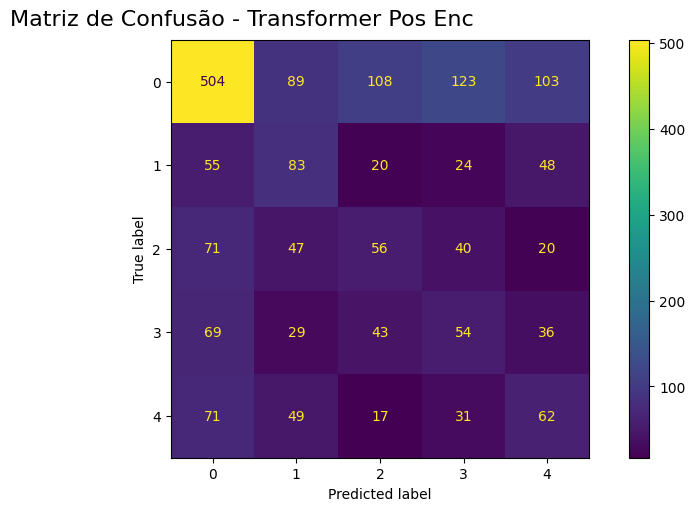 Matriz de Confusão - Transformer Pos Enc
500
0 504 89 108 123 103
400
1 55 83 20 24 48
300
True label
2 71 47 56 40 20
200
3 69 29 43 54 36
100
4 71 49 17 31 62
0 1 2 3 4
Predicted label